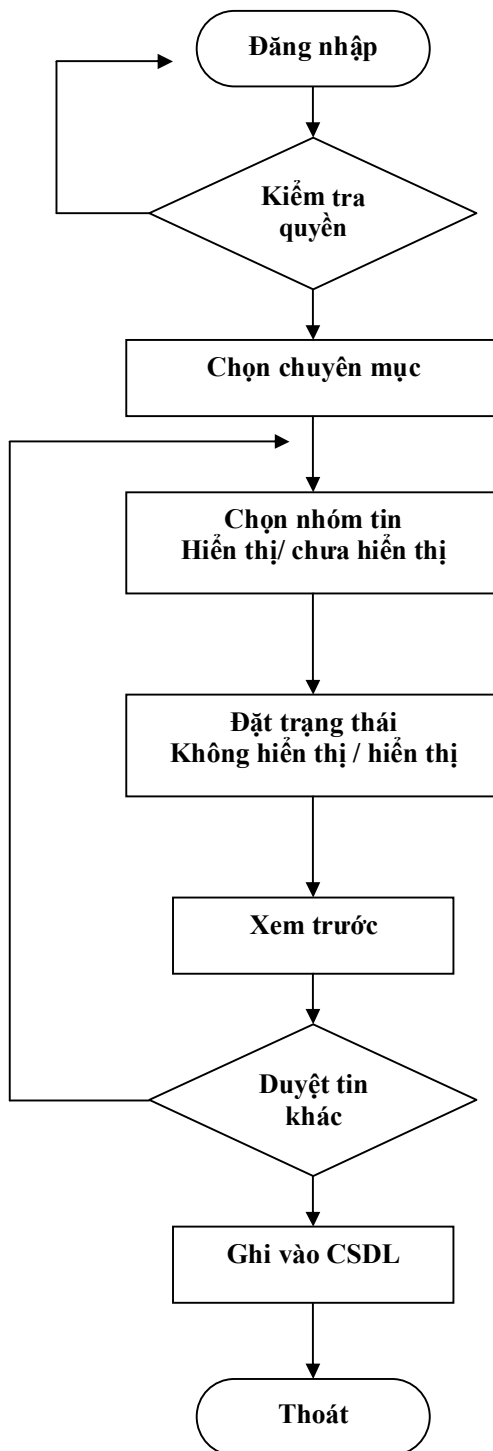 Đăng nhập
Kiểm tra
quyền
Chọn chuyên mục
Chọn nhóm tin
Hiển thị/ chưa hiển thị
Đặt trạng thái
Không hiển thị / hiển thị
Xem trước
Duyệt tin
khác
Ghi vào CSDL
Thoát